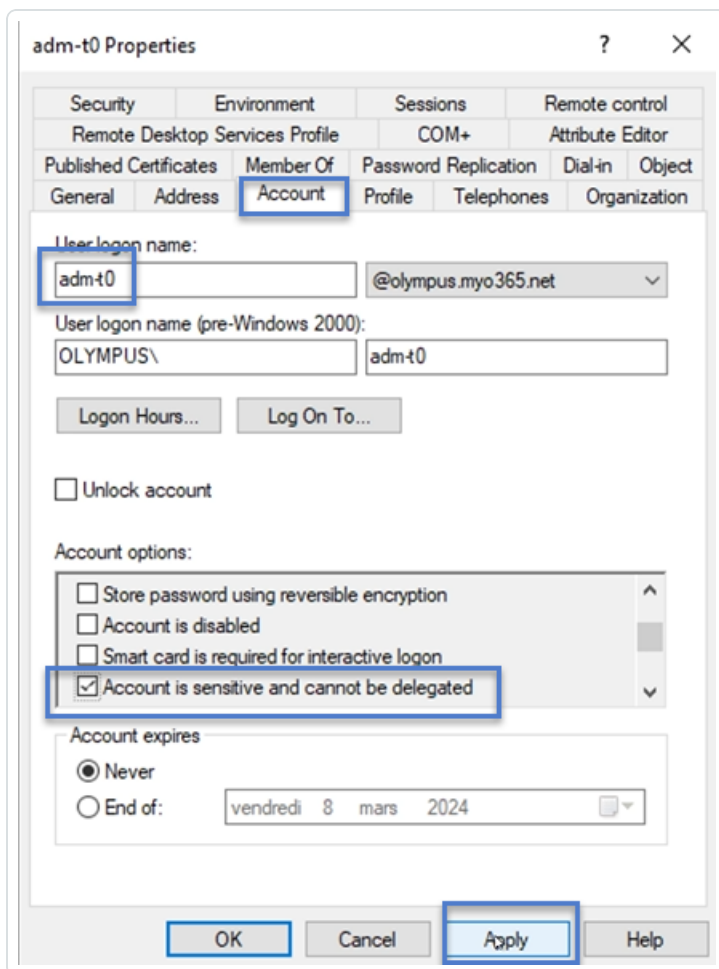 adm-t0 Properties ? X
Security Environment Sessions Remote control
Remote Desktop Services Profile COM+ Attribute Editor
Published Certificates Member Of Password Replication Dial-in Object
General Address Account Profile Telephones Organization
User logon name:
adm-t0 @olympus.myo365.net
User logon name (pre-Windows 2000):
OLYMPUS\ adm-t0
Logon Hours... Log On To...
Unlock account
Account options:
Store password using reversible encryption
Account is disabled
Smart card is required for interactive logon
Account is sensitive and cannot be delegated
Account expires
Never
End of: vendredi 8 mars 2024
OK Cancel Apply Help